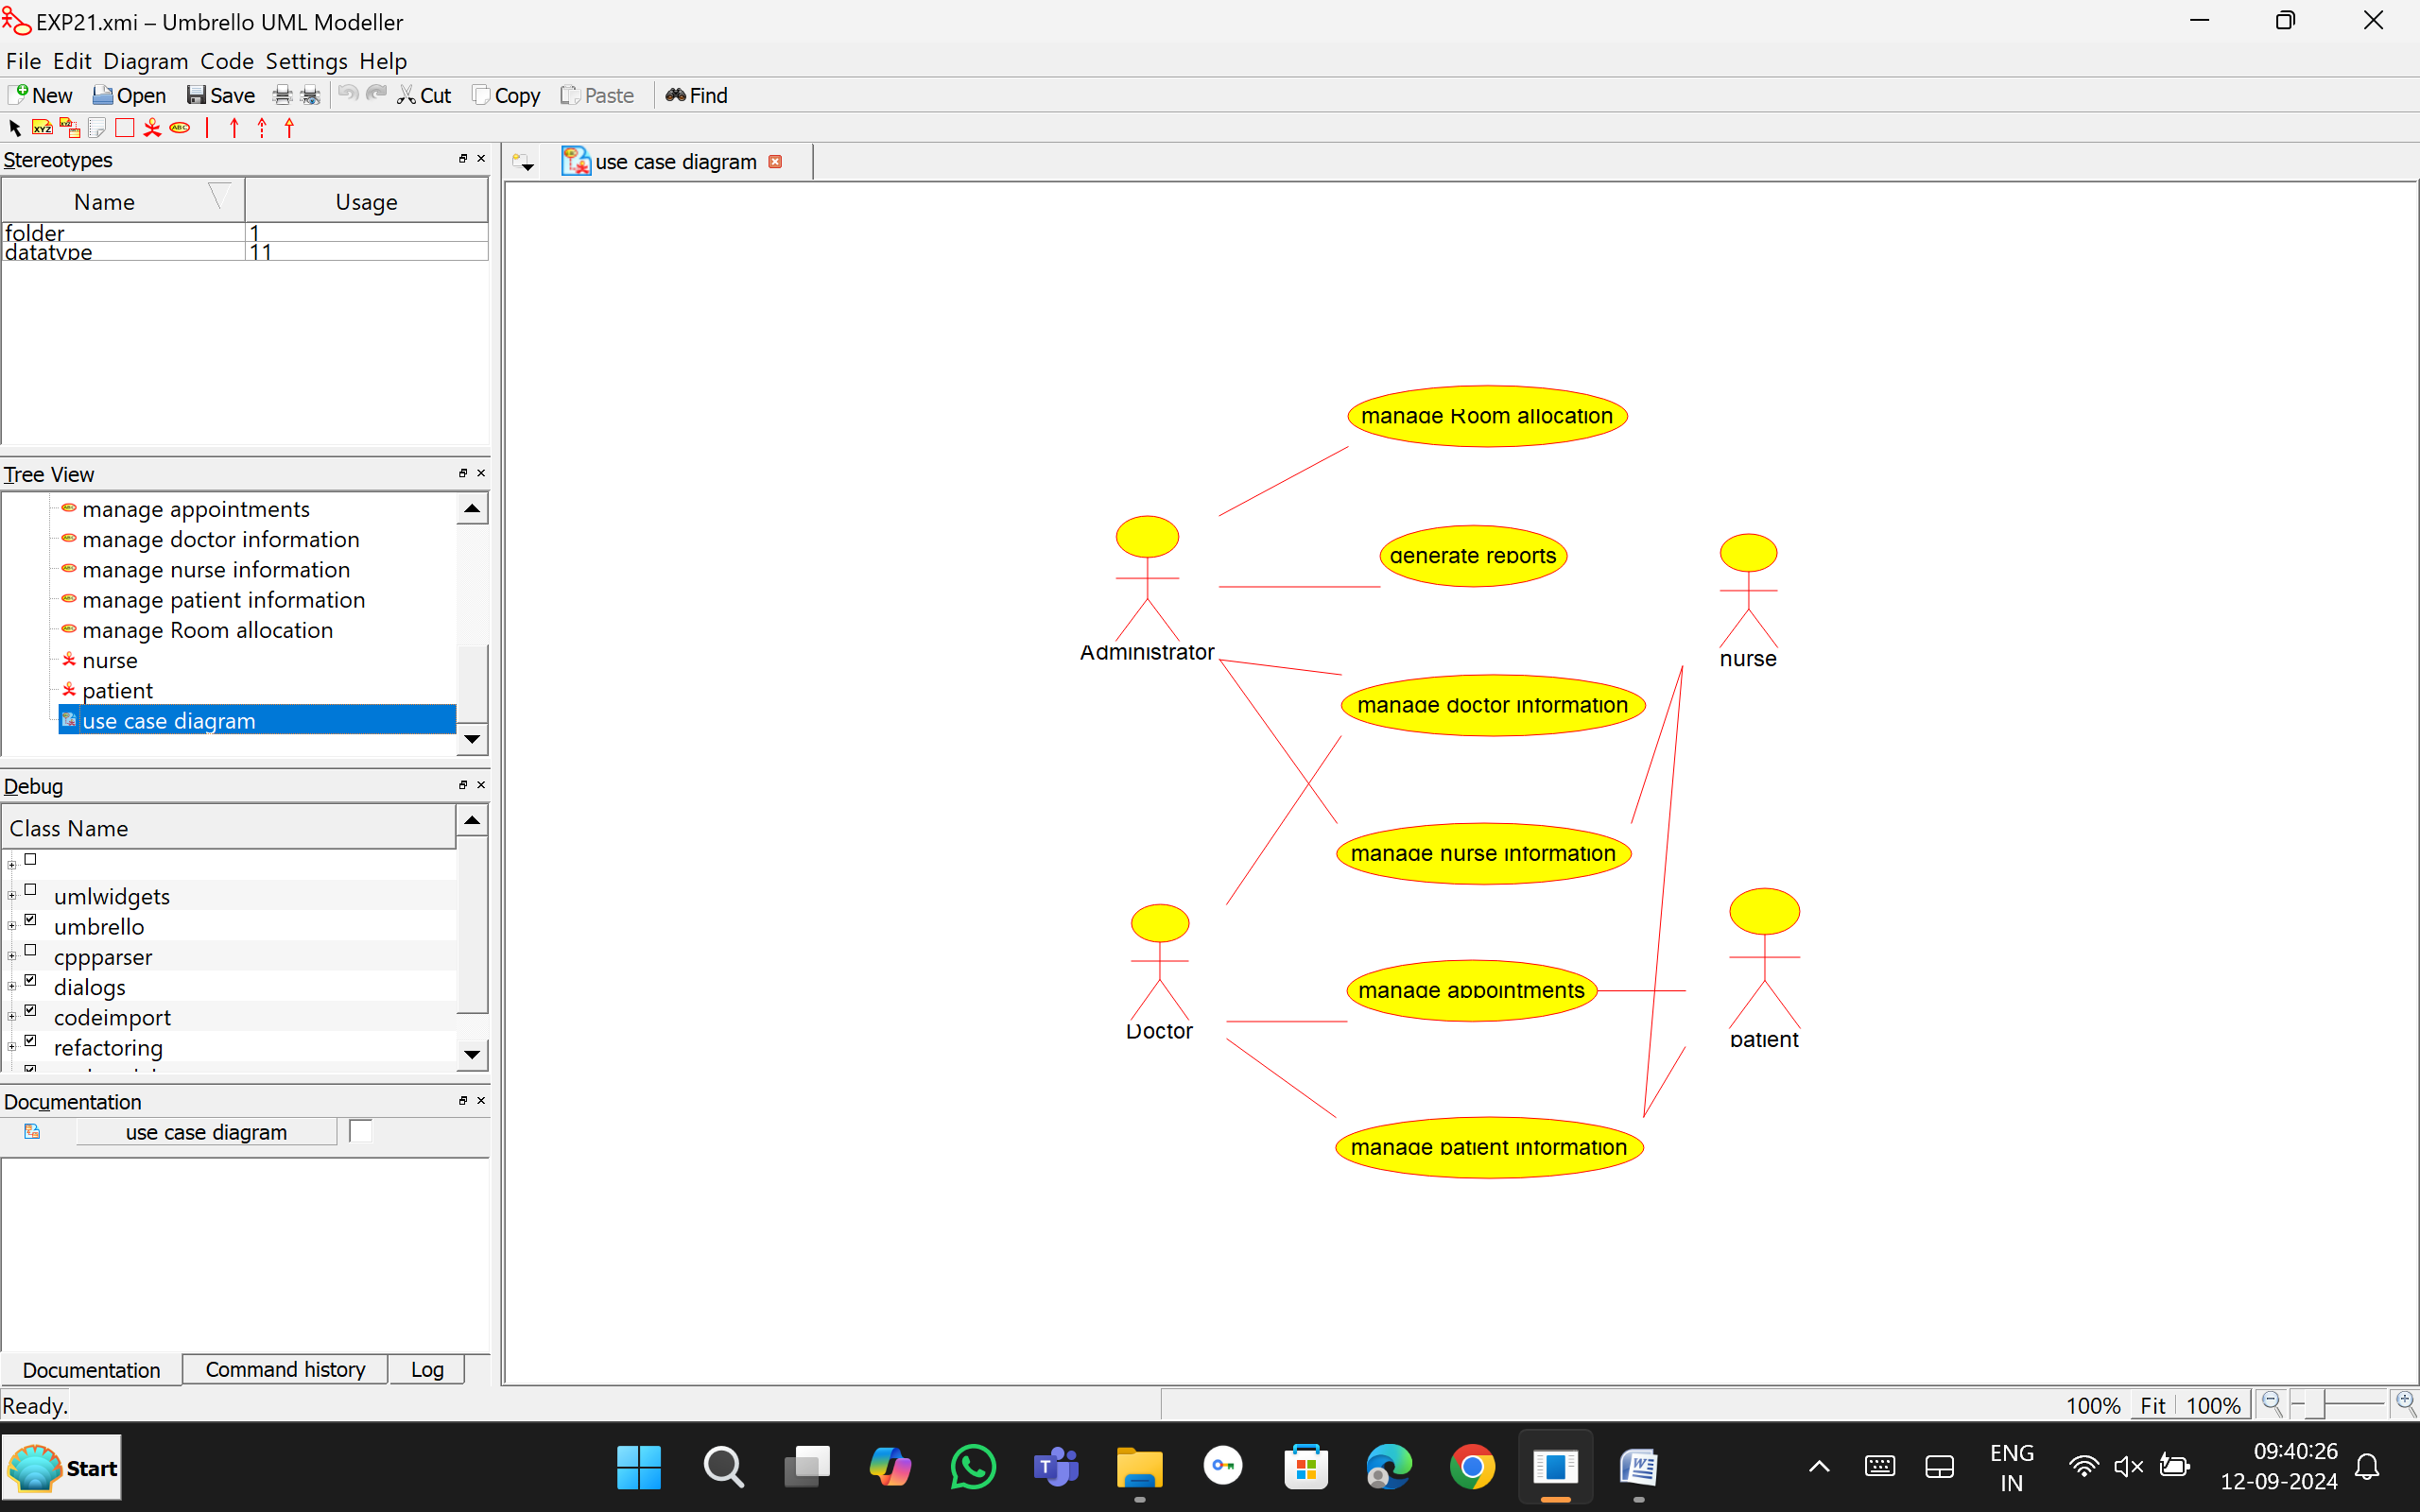 EXP21.xmi – Umbrello UML Modeller
File Edit Diagram Code Settings Help
New Open Save Cut Copy Paste Find
Stereotypes
Name Usage
folder 1
datatype 11
Tree View
manage appointments
manage doctor information
manage nurse information
manage patient information
manage Room allocation
nurse
patient
use case diagram
Debug
Class Name
umlwidgets
umbrello
cppparser
dialogs
codeimport
refactoring
Documentation
use case diagram
Documentation Command history Log
Ready.
use case diagram
manage Room allocation
generate reports
Administrator
nurse
manage doctor information
manage nurse information
manage appointments
Doctor
patient
manage patient information
100% Fit 100%
Start
ENG
IN
09:40:26
12-09-2024